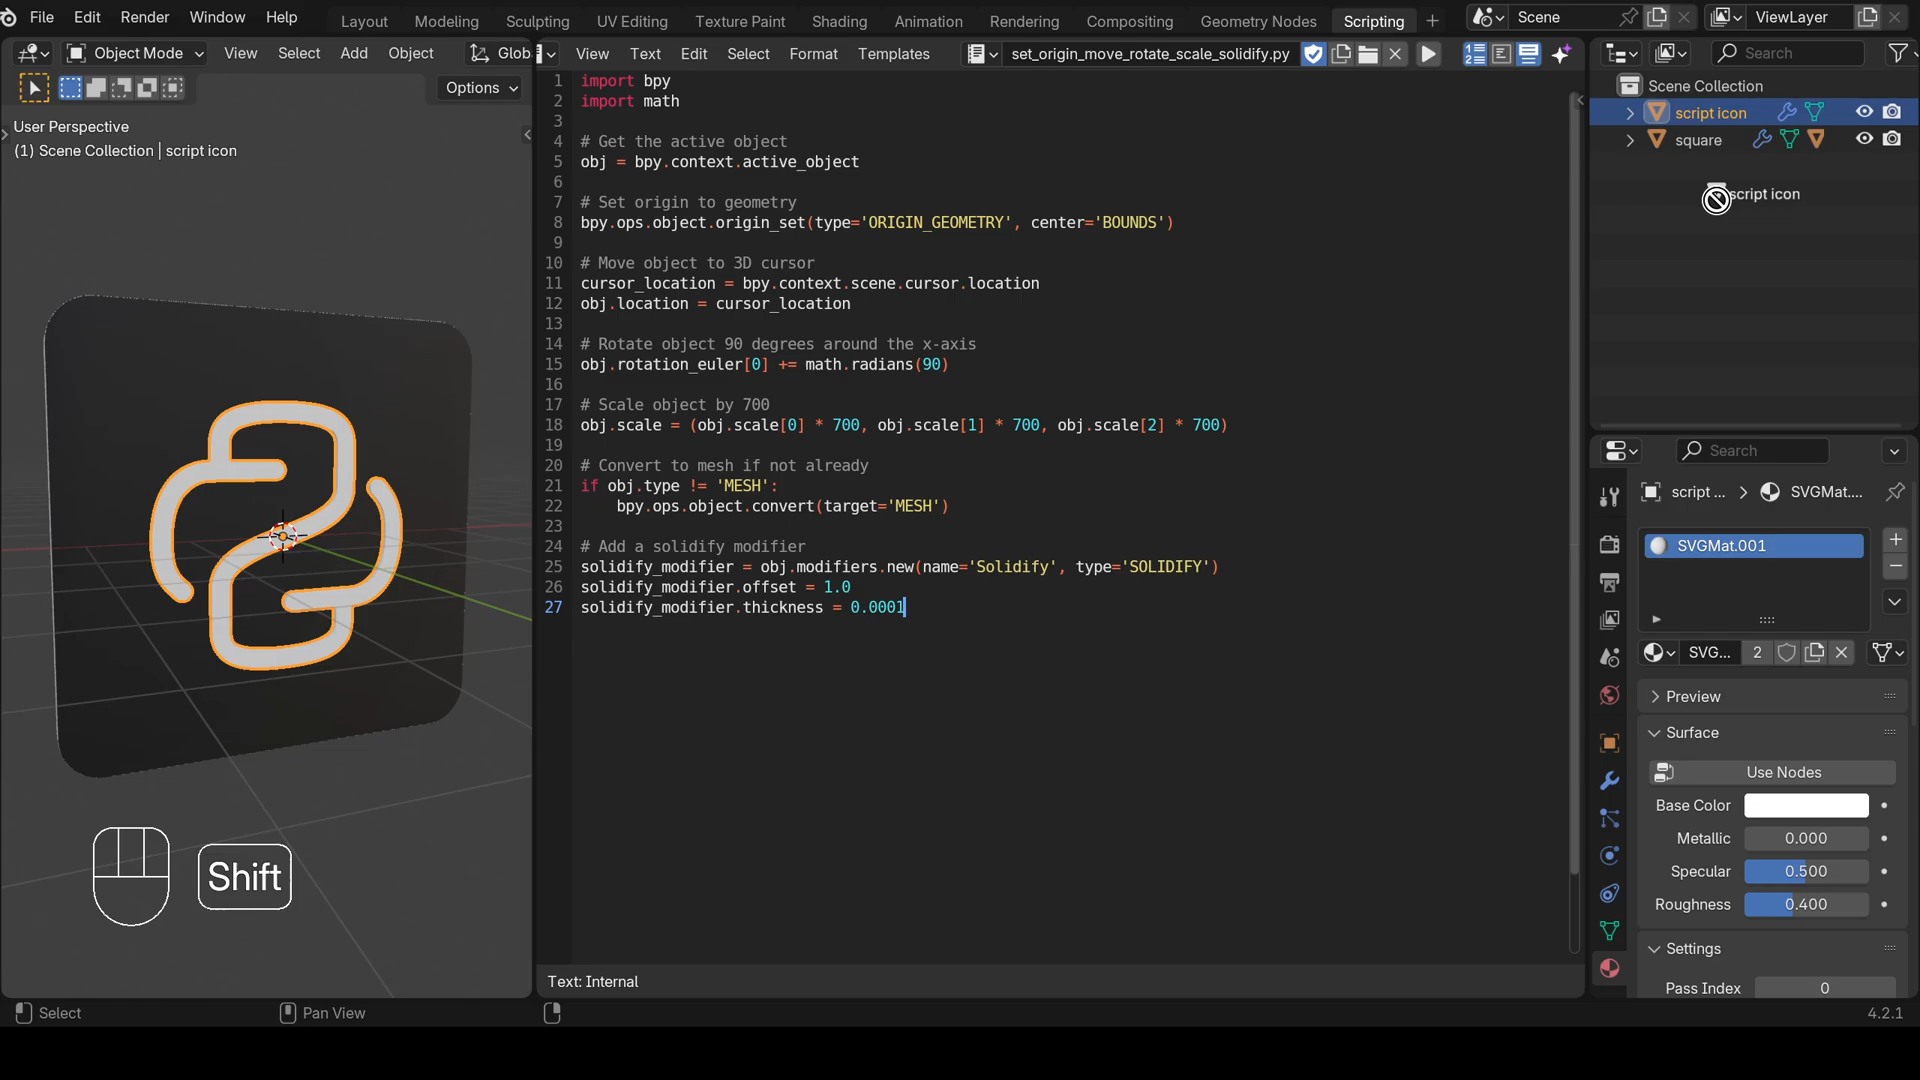 File Edit Render Window Help Layout Modeling Sculpting UV Editing Texture Paint Shading Animation Rendering Compositing Geometry Nodes Scripting + Scene ViewLayer
Object Mode View Select Add Object Glob
Options
User Perspective
(1) Scene Collection | script icon
Shift
View Text Edit Select Format Templates set_origin_move_rotate_scale_solidify.py
1 import bpy
2 import math
3
4 # Get the active object
5 obj = bpy.context.active_object
6
7 # Set origin to geometry
8 bpy.ops.object.origin_set(type='ORIGIN_GEOMETRY', center='BOUNDS')
9
10 # Move object to 3D cursor
11 cursor_location = bpy.context.scene.cursor.location
12 obj.location = cursor_location
13
14 # Rotate object 90 degrees around the x-axis
15 obj.rotation_euler[0] += math.radians(90)
16
17 # Scale object by 700
18 obj.scale = (obj.scale[0] * 700, obj.scale[1] * 700, obj.scale[2] * 700)
19
20 # Convert to mesh if not already
21 if obj.type != 'MESH':
22     bpy.ops.object.convert(target='MESH')
23
24 # Add a solidify modifier
25 solidify_modifier = obj.modifiers.new(name='Solidify', type='SOLIDIFY')
26 solidify_modifier.offset = 1.0
27 solidify_modifier.thickness = 0.0001
Text: Internal
Search
Scene Collection
script icon
square
script icon
Search
script ... SVGMat....
SVGMat.001
SVG... 2
Preview
Surface
Use Nodes
Base Color
Metallic 0.000
Specular 0.500
Roughness 0.400
Settings
Pass Index 0
Select Pan View 4.2.1